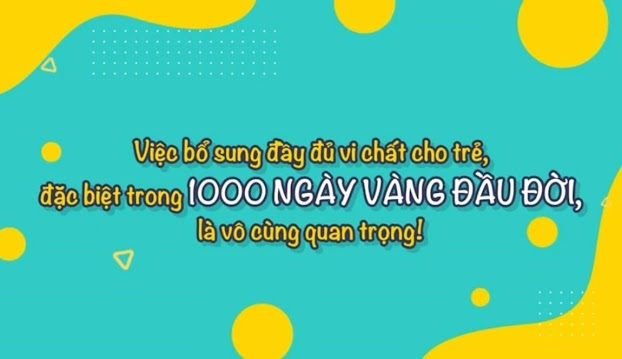 Việc bổ sung đầy đủ vi chất cho trẻ,
đặc biệt trong 1000 NGÀY VÀNG ĐẦU ĐỜI,
là vô cùng quan trọng!